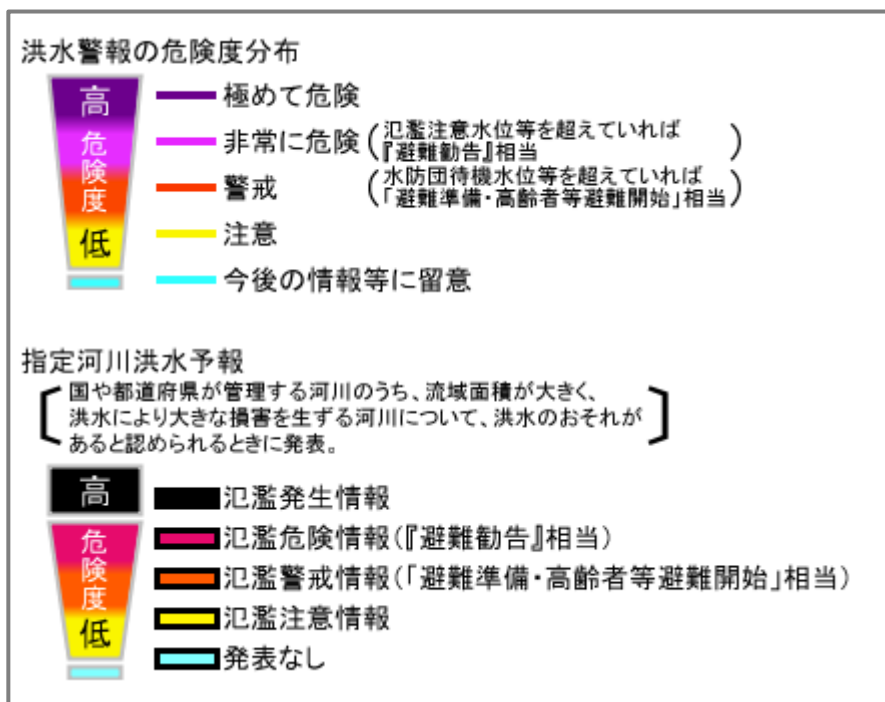 洪水警報の危険度分布
高
危険度
低
極めて危険
非常に危険(氾濫注意水位等を超えていれば
『避難勧告』相当)
警戒(水防団待機水位等を超えていれば
「避難準備・高齢者等避難開始」相当)
注意
今後の情報等に留意
指定河川洪水予報
国や都道府県が管理する河川のうち、流域面積が大きく、
洪水により大きな損害を生ずる河川について、洪水のおそれが
あると認められるときに発表。
高
危険度
低
氾濫発生情報
氾濫危険情報(『避難勧告』相当)
氾濫警戒情報(「避難準備・高齢者等避難開始」相当)
氾濫注意情報
発表なし